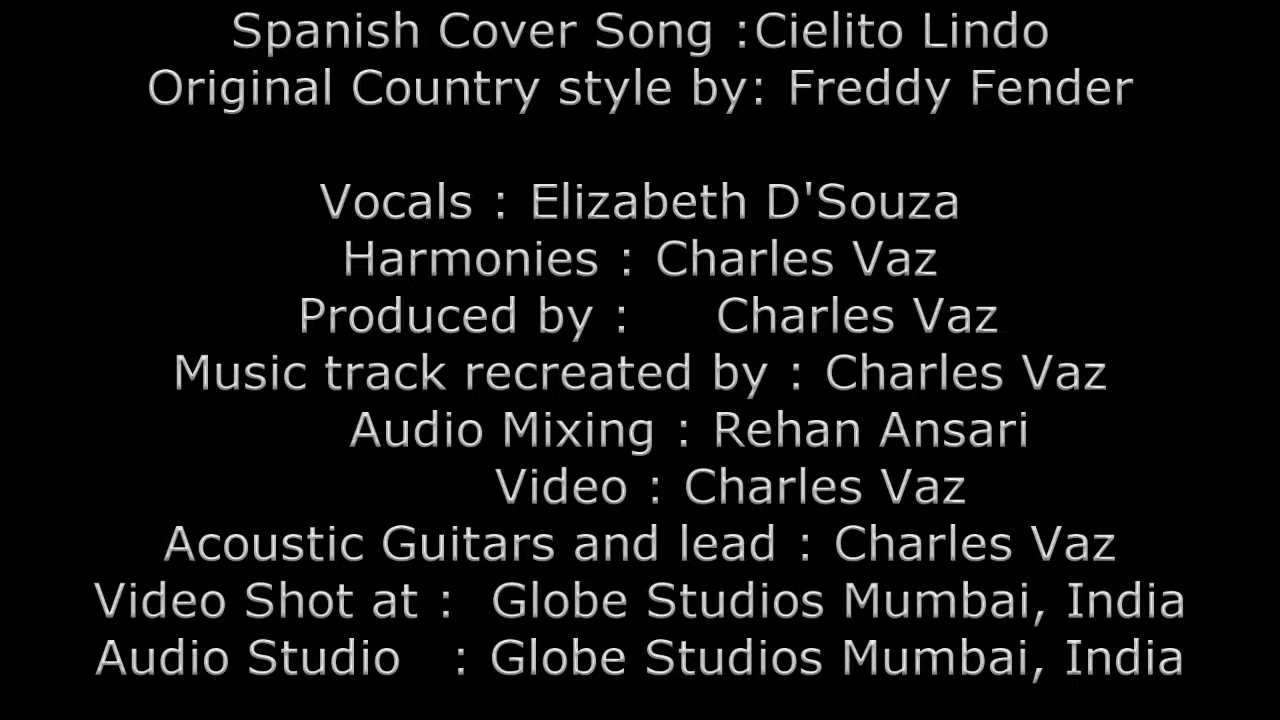 Spanish Cover Song :Cielito Lindo
Original Country style by: Freddy Fender
Vocals : Elizabeth D'Souza
Harmonies : Charles Vaz
Produced by : Charles Vaz
Music track recreated by : Charles Vaz
Audio Mixing : Rehan Ansari
Video : Charles Vaz
Acoustic Guitars and lead : Charles Vaz
Video Shot at : Globe Studios Mumbai, India
Audio Studio : Globe Studios Mumbai, India